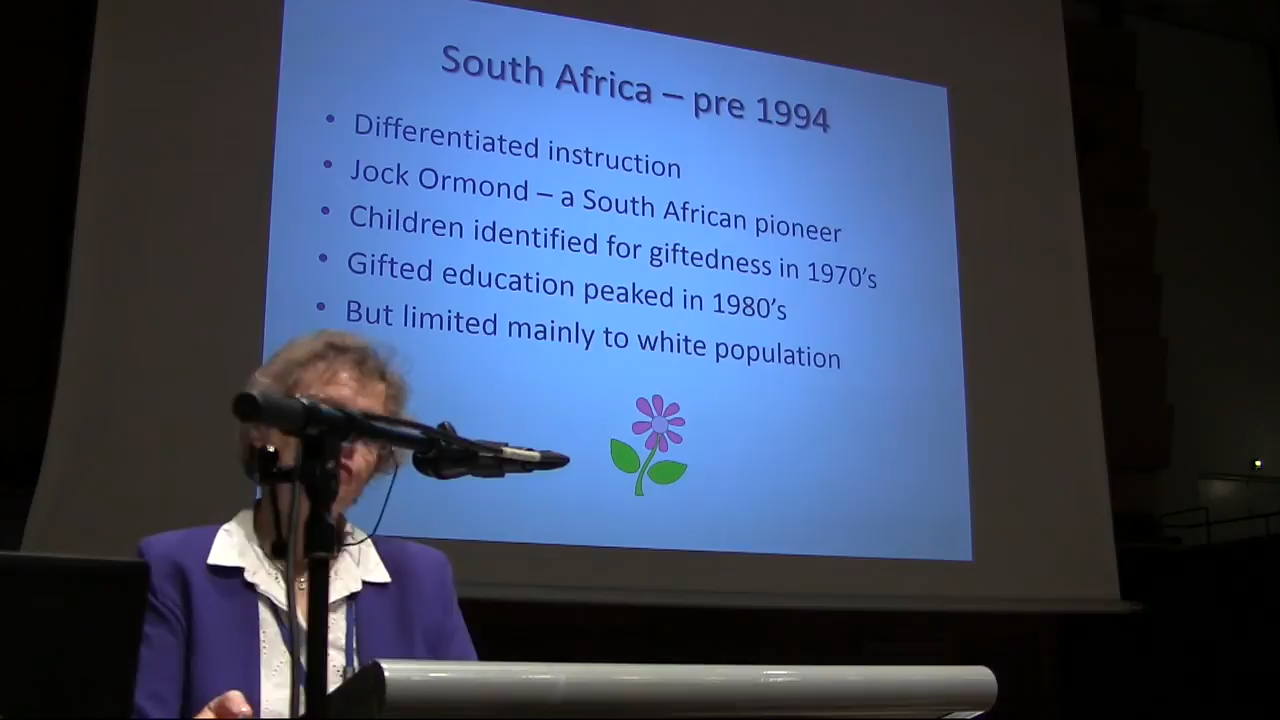 South Africa – pre 1994
• Differentiated instruction
• Jock Ormond – a South African pioneer
• Children identified for giftedness in 1970's
• Gifted education peaked in 1980's
• But limited mainly to white population